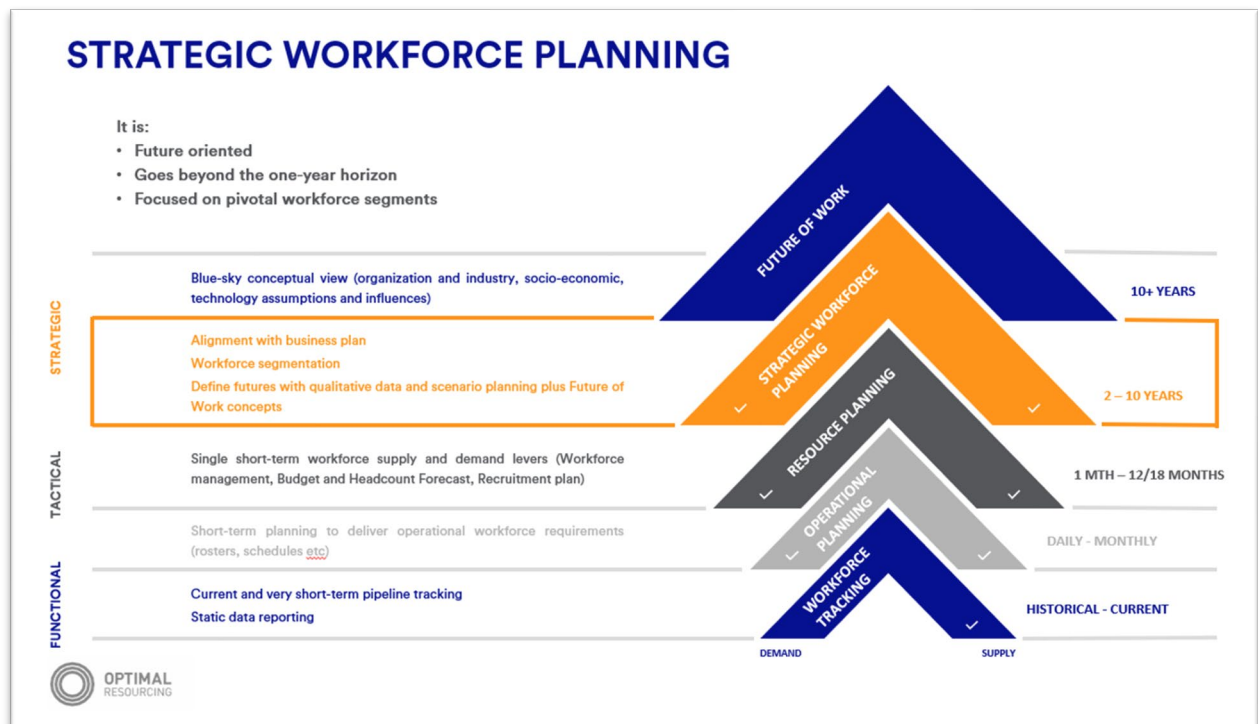 STRATEGIC WORKFORCE PLANNING
It is:
• Future oriented
• Goes beyond the one-year horizon
• Focused on pivotal workforce segments
FUTURE OF WORK
Blue-sky conceptual view (organization and industry, socio-economic,
technology assumptions and influences)
10+ YEARS
STRATEGIC
Alignment with business plan
Workforce segmentation
Define futures with qualitative data and scenario planning plus Future of
Work concepts
STRATEGIC WORKFORCE
PLANNING
2 – 10 YEARS
TACTICAL
Single short-term workforce supply and demand levers (Workforce
management, Budget and Headcount Forecast, Recruitment plan)
RESOURCE PLANNING
1 MTH – 12/18 MONTHS
Short-term planning to deliver operational workforce requirements
(rosters, schedules etc)
OPERATIONAL
PLANNING
DAILY - MONTHLY
FUNCTIONAL
Current and very short-term pipeline tracking
Static data reporting
WORKFORCE
TRACKING
HISTORICAL - CURRENT
DEMAND
SUPPLY
OPTIMAL
RESOURCING